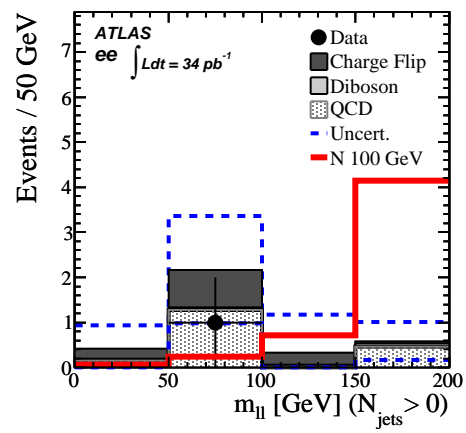 ATLAS
ee ∫Ldt = 34 pb⁻¹
Data
Charge Flip
Diboson
QCD
Uncert.
N 100 GeV
Events / 50 GeV
7
6
5
4
3
2
1
0
0 50 100 150 200
m_ll [GeV] (N_jets > 0)